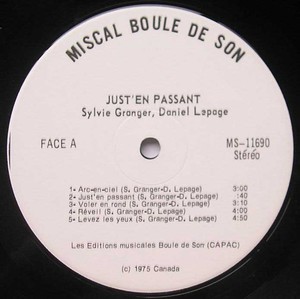 MISCAL BOULE DE SON
JUST'EN PASSANT
Sylvie Granger, Daniel Lepage
FACE A
MS-11690
Stéréo
1- Arc-en-ciel (S. Granger-D. Lepage) 3:00
2- Just'en passant (S. Granger-D. Lepage) :40
3- Voler en rond (S. Granger-D. Lepage) 3:10
4- Réveil (S. Granger-D. Lepage) 4:50
5- Levez les yeux (S. Granger-D. Lepage) 4:50
Les Editions musicales Boule de Son (CAPAC)
(c) 1975 Canada